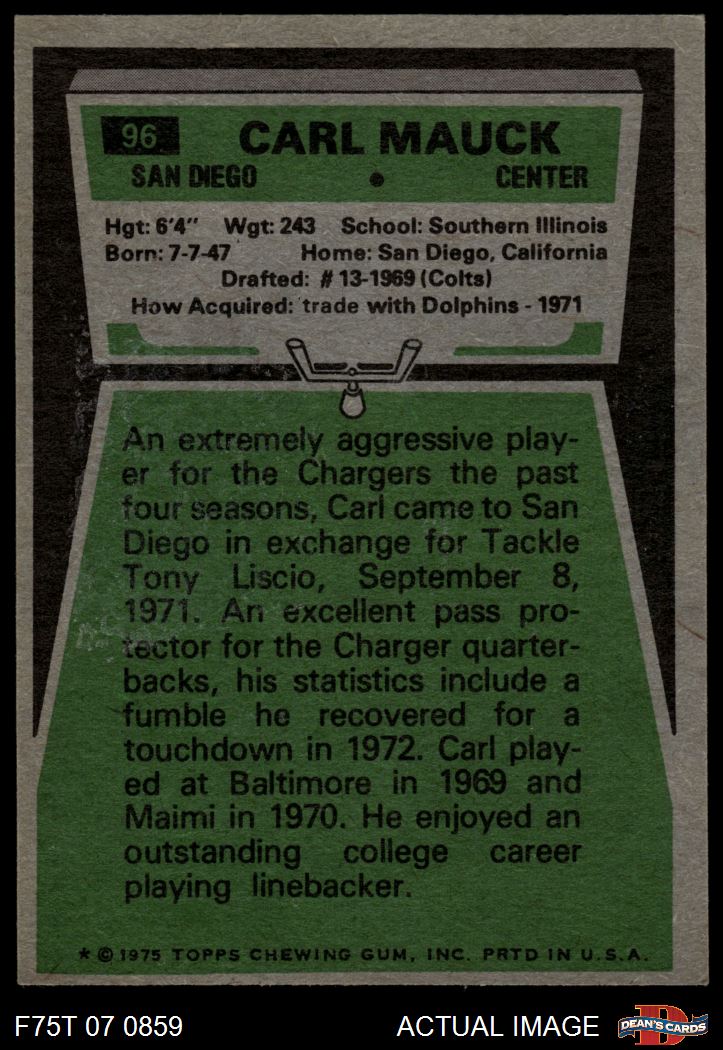 96 CARL MAUCK
SAN DIEGO • CENTER
Hgt: 6'4" Wgt: 243 School: Southern Illinois
Born: 7-7-47 Home: San Diego, California
Drafted: # 13-1969 (Colts)
How Acquired: trade with Dolphins - 1971
An extremely aggressive play-
er for the Chargers the past
four seasons, Carl came to San
Diego in exchange for Tackle
Tony Liscio, September 8,
1971. An excellent pass pro-
tector for the Charger quarter-
backs, his statistics include a
fumble he recovered for a
touchdown in 1972. Carl play-
ed at Baltimore in 1969 and
Maimi in 1970. He enjoyed an
outstanding college career
playing linebacker.
* © 1975 TOPPS CHEWING GUM, INC. PRTD IN U.S.A.
F75T 07 0859 ACTUAL IMAGE D DEAN'S CARDS